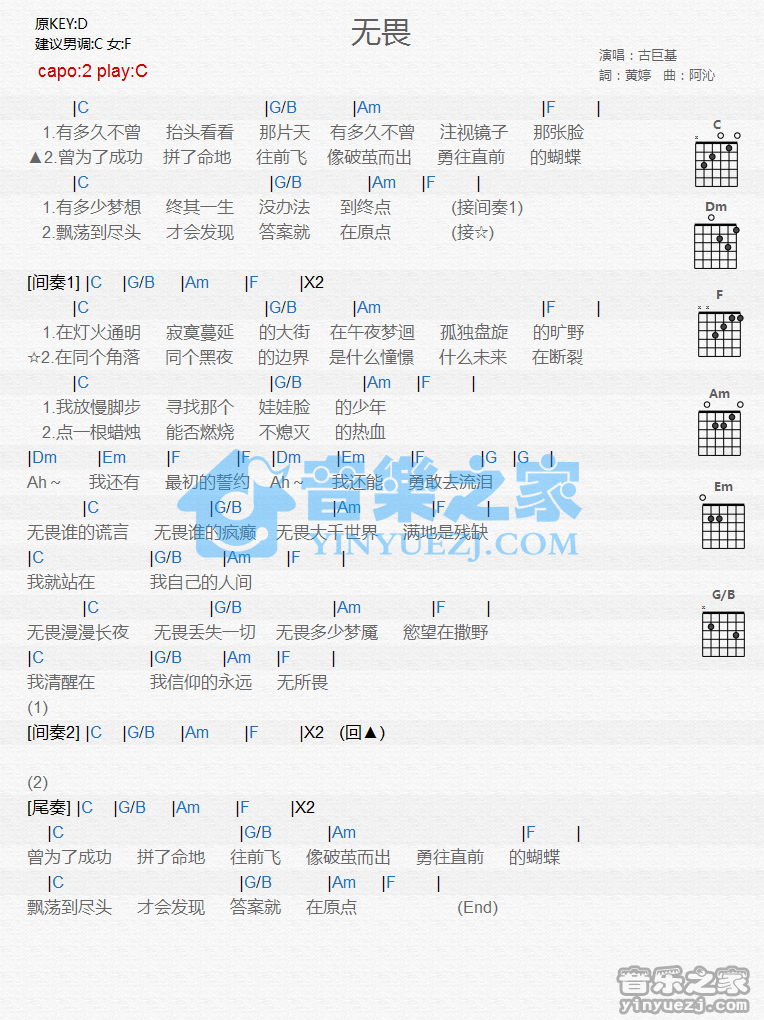 原KEY:D
建议男调:C 女:F
无畏
演唱：古巨基
capo:2 play:C
詞：黄婷 曲：阿沁
|C |G/B |Am |F |
1.有多久不曾 抬头看看 那片天 有多久不曾 注视镜子 那张脸
▲2.曾为了成功 拼了命地 往前飞 像破茧而出 勇往直前 的蝴蝶
|C |G/B |Am |F |
1.有多少梦想 终其一生 没办法 到终点 (接间奏1)
2.飘荡到尽头 才会发现 答案就 在原点 (接☆)
[间奏1] |C |G/B |Am |F |X2
|C |G/B |Am |F |
1.在灯火通明 寂寞蔓延 的大街 在午夜梦迴 孤独盘旋 的旷野
☆2.在同个角落 同个黑夜 的边界 是什么憧憬 什么未来 在断裂
|C |G/B |Am |F |
1.我放慢脚步 寻找那个 娃娃脸 的少年
2.点一根蜡烛 能否燃烧 不熄灭 的热血
|Dm |Em |F |F |Dm |Em |F |G |G |
Ah～ 我还有 最初的誓约 Ah～ 我还能 勇敢去流泪
|C |G/B |Am |F |
无畏谁的谎言 无畏谁的疯癫 无畏大千世界 满地是残缺
|C |G/B |Am |F |
我就站在 我自己的人间
|C |G/B |Am |F |
无畏漫漫长夜 无畏丢失一切 无畏多少梦魇 慾望在撒野
|C |G/B |Am |F |
我清醒在 我信仰的永远 无所畏
(1)
[间奏2] |C |G/B |Am |F |X2 (回▲)
(2)
[尾奏] |C |G/B |Am |F |X2
|C |G/B |Am |F |
曾为了成功 拼了命地 往前飞 像破茧而出 勇往直前 的蝴蝶
|C |G/B |Am |F |
飘荡到尽头 才会发现 答案就 在原点 (End)
C
Dm
F
Am
Em
G/B
音樂之家
YINYUEZJ.COM
音乐之家
yinyuezj.com